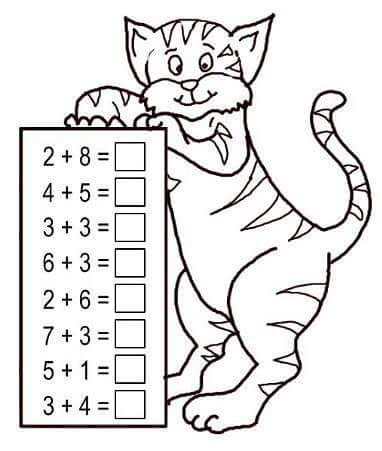 2 + 8 =
4 + 5 =
3 + 3 =
6 + 3 =
2 + 6 =
7 + 3 =
5 + 1 =
3 + 4 =